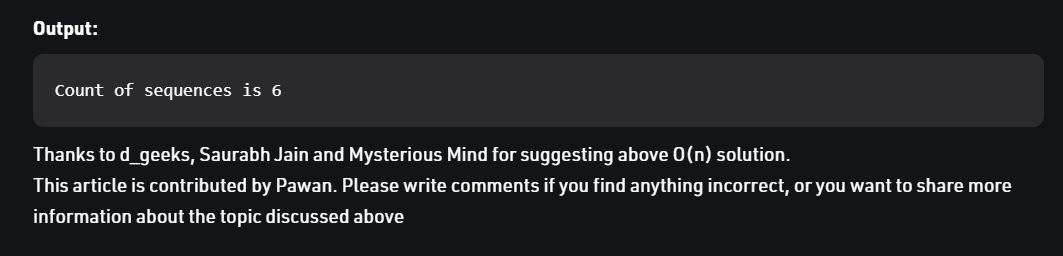 Output:
Count of sequences is 6
Thanks to d_geeks, Saurabh Jain and Mysterious Mind for suggesting above O(n) solution.
This article is contributed by Pawan. Please write comments if you find anything incorrect, or you want to share more
information about the topic discussed above